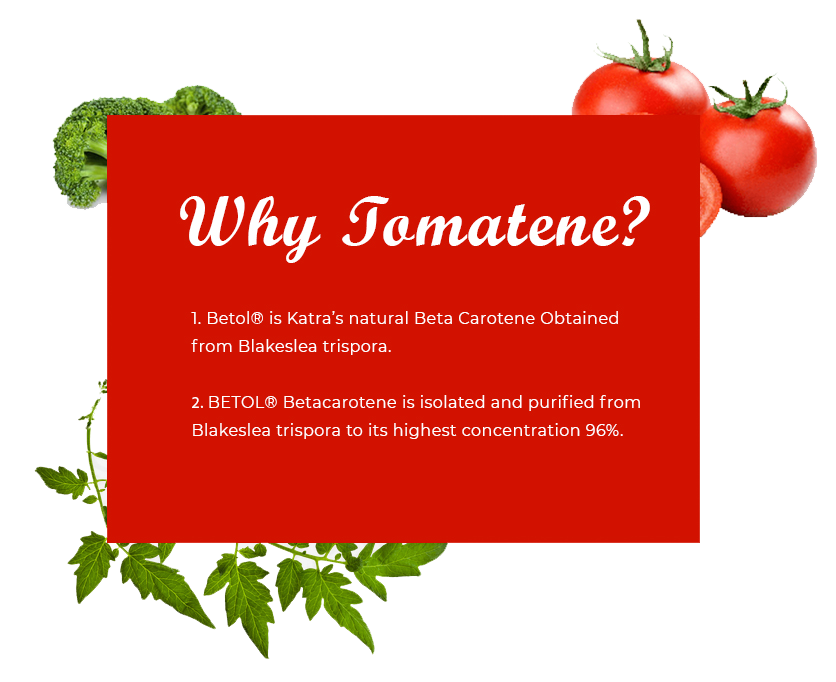 Why Tomatene?
1. Betol® is Katra's natural Beta Carotene Obtained
from Blakeslea trispora.
2. BETOL® Betacarotene is isolated and purified from
Blakeslea trispora to its highest concentration 96%.